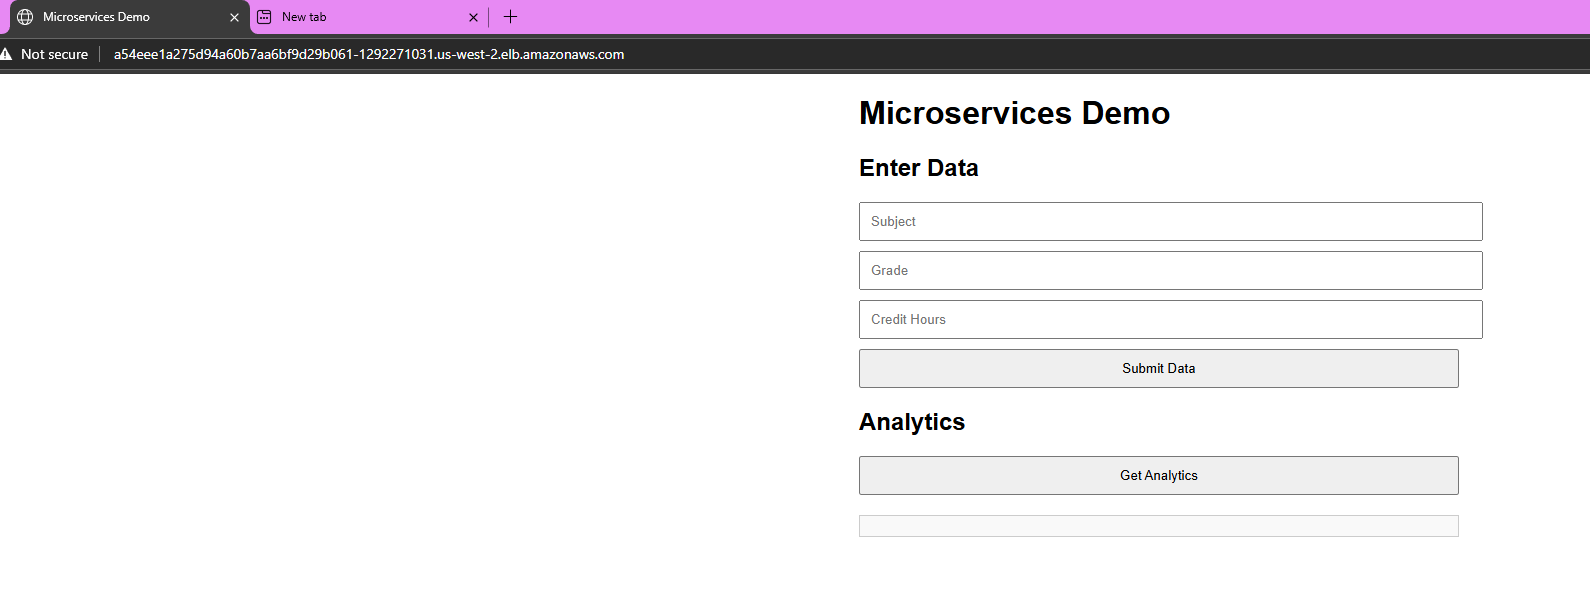 Microservices Demo
New tab
Not secure
a54eee1a275d94a60b7aa6bf9d29b061-1292271031.us-west-2.elb.amazonaws.com
Microservices Demo
Enter Data
Subject
Grade
Credit Hours
Submit Data
Analytics
Get Analytics